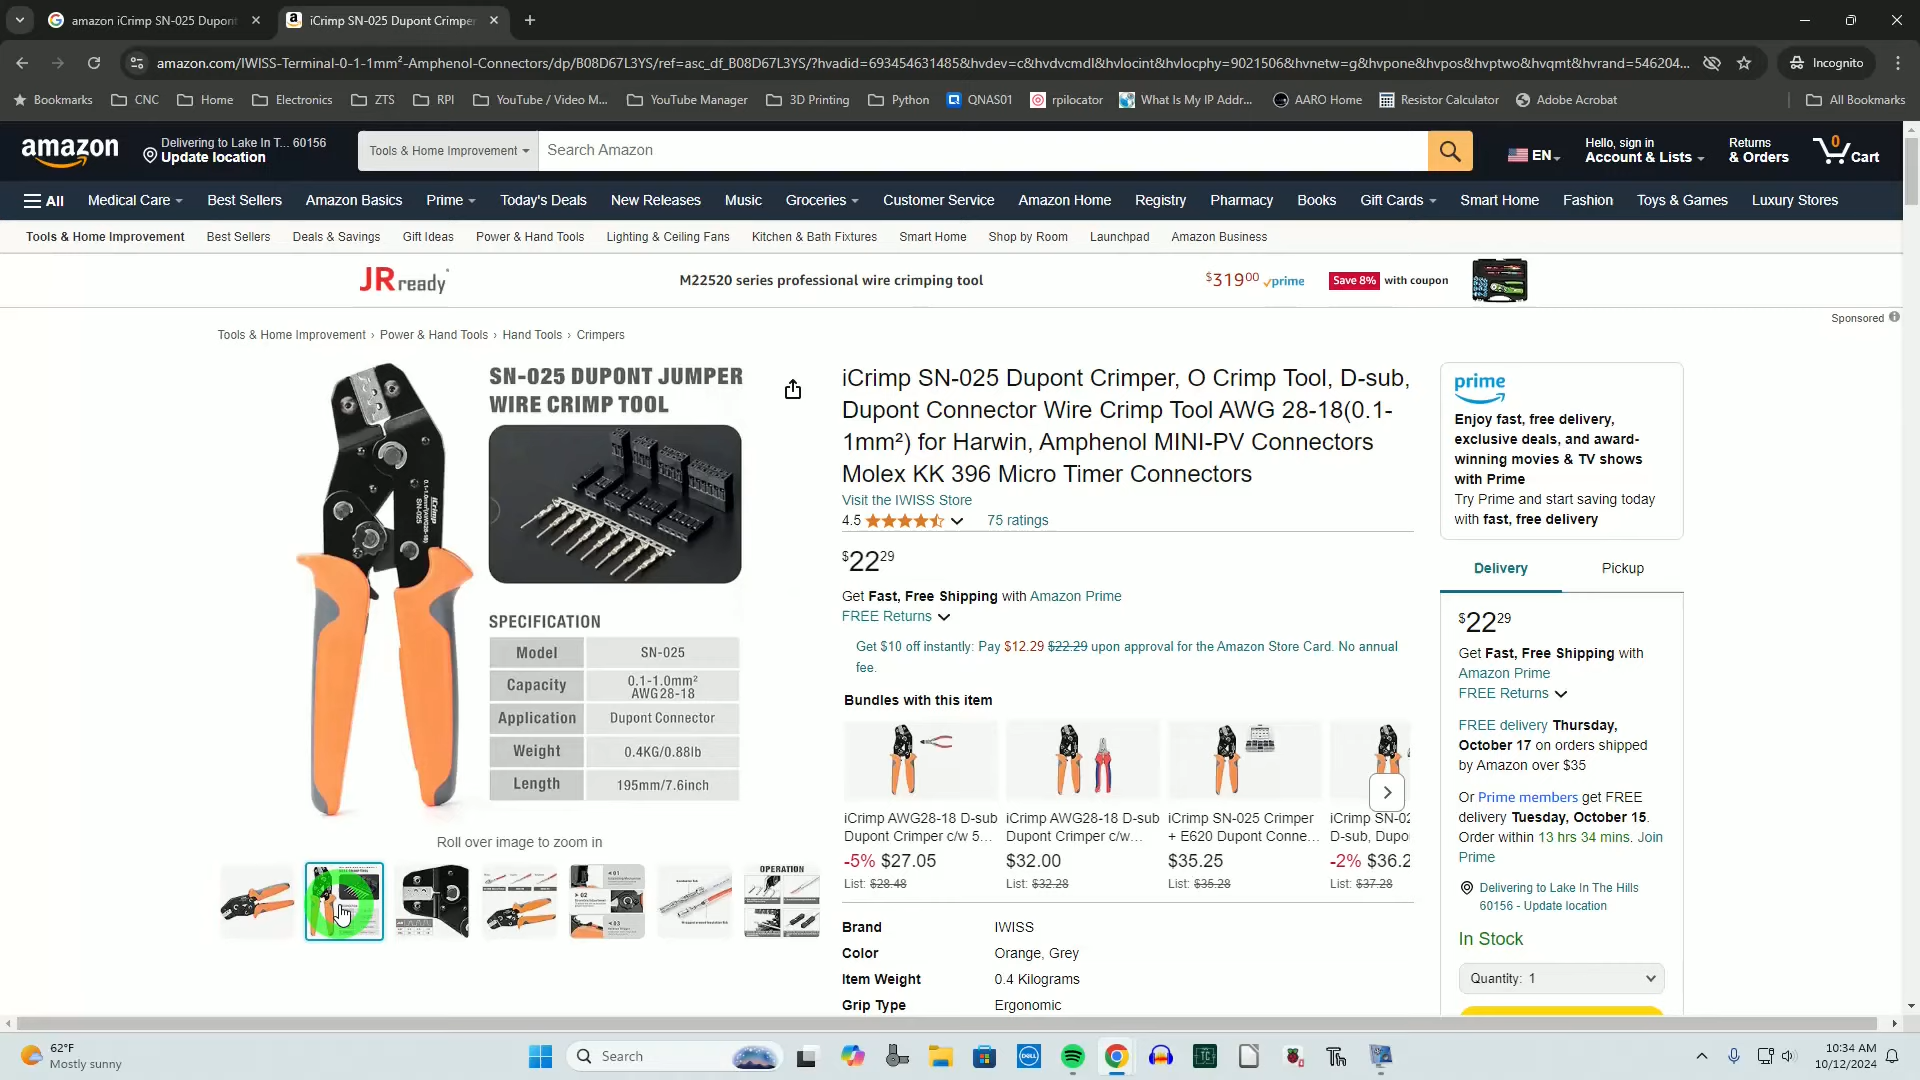 amazon iCrimp SN-025 Dupont
iCrimp SN-025 Dupont Crimper
amazon.com/IWISS-Terminal-0-1-1mm²-Amphenol-Connectors/dp/B08D67L3YS/ref=asc_df_B08D67L3YS/?hvadid=693454631485&hvdev=c&hvdvcmdl&hvlocint&hvlocphy=9021506&hvnetw=g&hvpone&hvpos&hvptwo&hvqmt&hvrand=546204...
Incognito
Bookmarks CNC Home Electronics ZTS RPI YouTube / Video M... YouTube Manager 3D Printing Python QNAS01 rpilocator What Is My IP Addr... AARO Home Resistor Calculator Adobe Acrobat All Bookmarks
amazon
Delivering to Lake In T... 60156
Update location
Tools & Home Improvement
Search Amazon
EN
Hello, sign in
Account & Lists
Returns
& Orders
0
Cart
All Medical Care Best Sellers Amazon Basics Prime Today's Deals New Releases Music Groceries Customer Service Amazon Home Registry Pharmacy Books Gift Cards Smart Home Fashion Toys & Games Luxury Stores
Tools & Home Improvement Best Sellers Deals & Savings Gift Ideas Power & Hand Tools Lighting & Ceiling Fans Kitchen & Bath Fixtures Smart Home Shop by Room Launchpad Amazon Business
JRready M22520 series professional wire crimping tool $319.00 prime Save 8% with coupon
Sponsored
Tools & Home Improvement › Power & Hand Tools › Hand Tools › Crimpers
SN-025 DUPONT JUMPER
WIRE CRIMP TOOL
iCrimp
SN-025
0.1-1.0mm²(AWG28-18)
SPECIFICATION
Model SN-025
Capacity 0.1-1.0mm²
AWG28-18
Application Dupont Connector
Weight 0.4KG/0.88lb
Length 195mm/7.6inch
Roll over image to zoom in
OPERATION
iCrimp SN-025 Dupont Crimper, O Crimp Tool, D-sub,
Dupont Connector Wire Crimp Tool AWG 28-18(0.1-
1mm²) for Harwin, Amphenol MINI-PV Connectors
Molex KK 396 Micro Timer Connectors
Visit the IWISS Store
4.5 75 ratings
$22.29
Get Fast, Free Shipping with Amazon Prime
FREE Returns
Get $10 off instantly: Pay $12.29 $22.29 upon approval for the Amazon Store Card. No annual
fee.
Bundles with this item
iCrimp AWG28-18 D-sub
Dupont Crimper c/w 5...
-5% $27.05
List: $28.48
iCrimp AWG28-18 D-sub
Dupont Crimper c/w...
$32.00
List: $32.28
iCrimp SN-025 Crimper
+ E620 Dupont Conne...
$35.25
List: $35.28
iCrimp SN-02
D-sub, Dupo
-2% $36.2
List: $37.28
Brand IWISS
Color Orange, Grey
Item Weight 0.4 Kilograms
Grip Type Ergonomic
prime
Enjoy fast, free delivery,
exclusive deals, and award-
winning movies & TV shows
with Prime
Try Prime and start saving today
with fast, free delivery
Delivery Pickup
$22.29
Get Fast, Free Shipping with
Amazon Prime
FREE Returns
FREE delivery Thursday,
October 17 on orders shipped
by Amazon over $35
Or Prime members get FREE
delivery Tuesday, October 15.
Order within 13 hrs 34 mins. Join
Prime
Delivering to Lake In The Hills
60156 - Update location
In Stock
Quantity: 1
62°F
Mostly sunny
Search
10:34 AM
10/12/2024